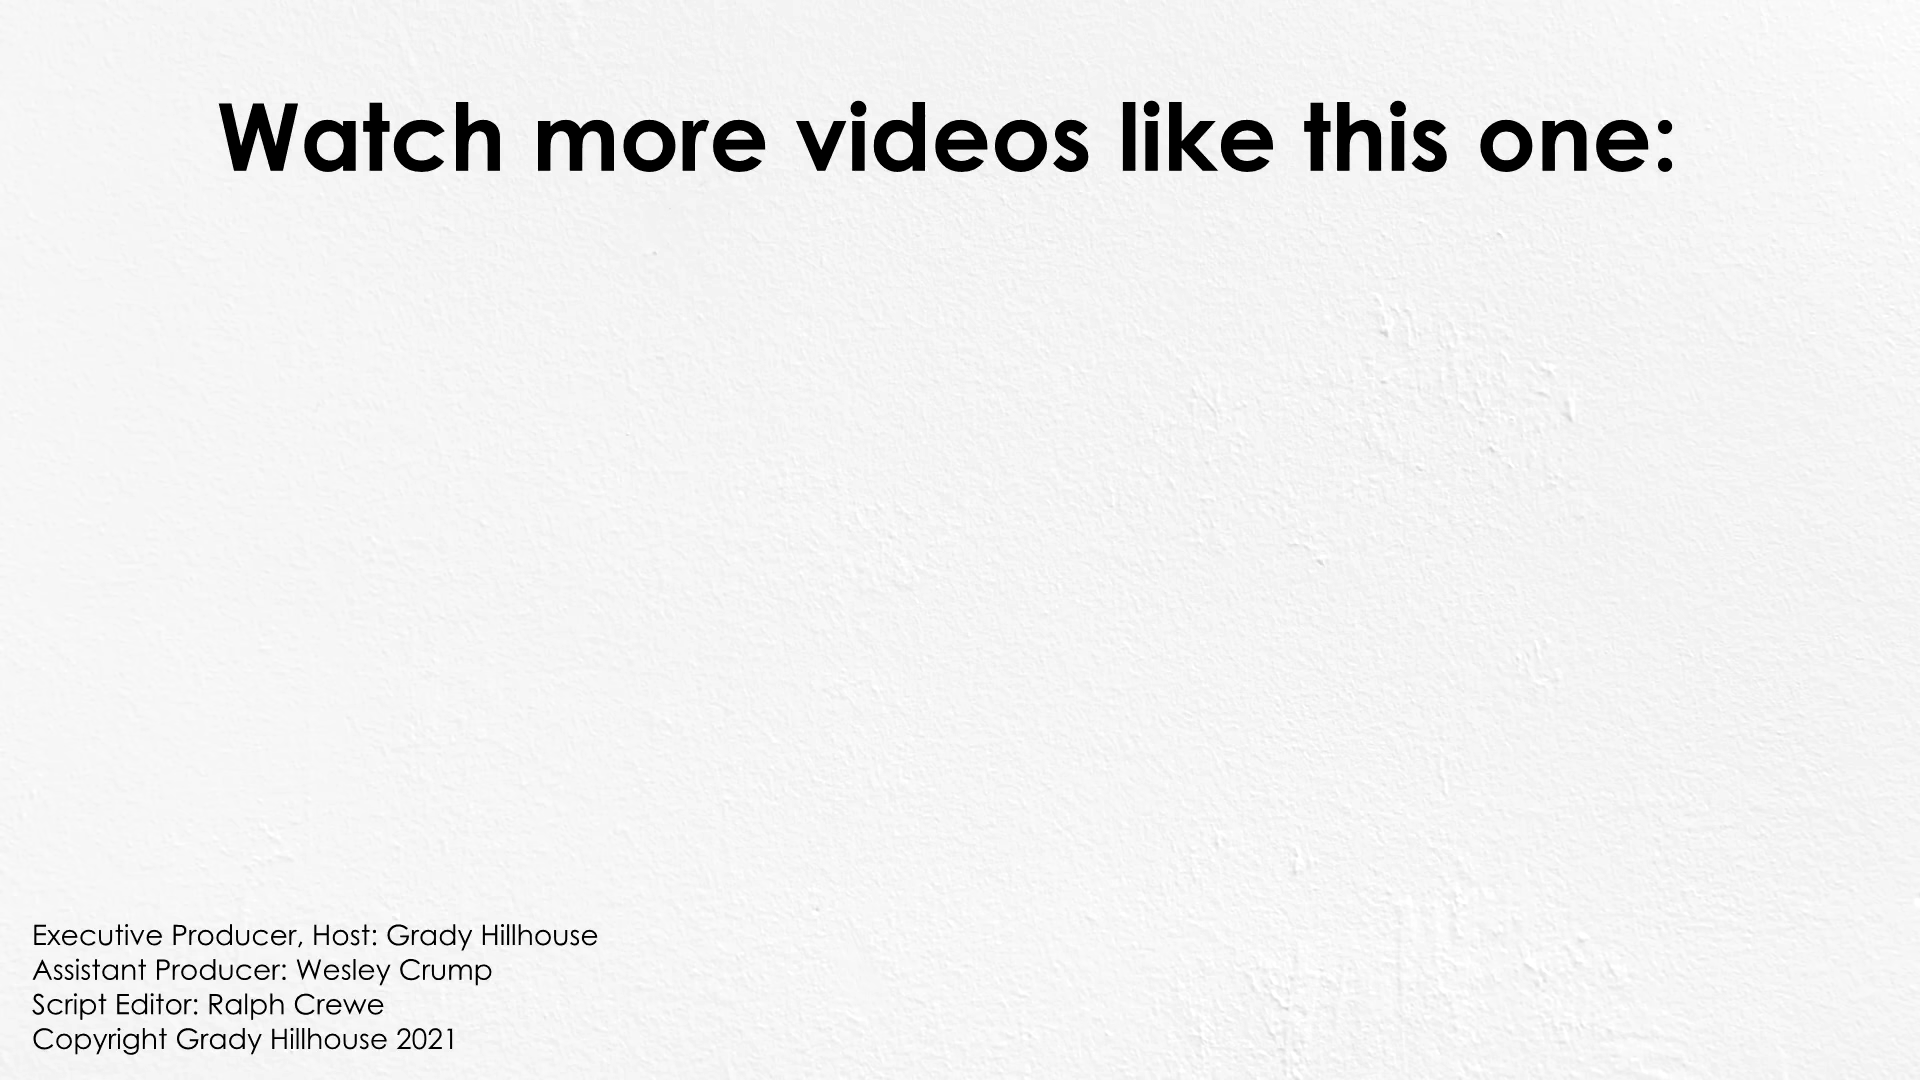 Watch more videos like this one:
Executive Producer, Host: Grady Hillhouse
Assistant Producer: Wesley Crump
Script Editor: Ralph Crewe
Copyright Grady Hillhouse 2021